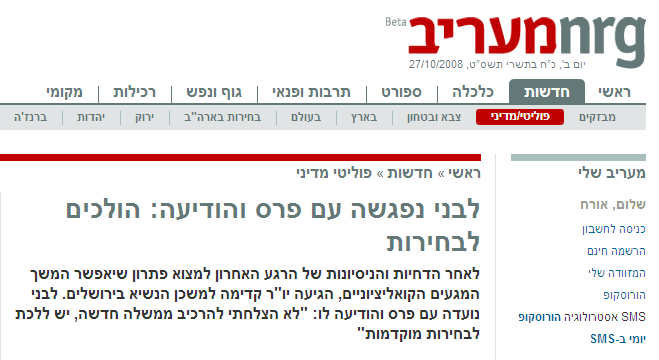 Beta
nrg מעריב
יום ב', כ"ח בתשרי תשס"ט, 27/10/2008
ראשי חדשות כלכלה ספורט תרבות ופנאי גוף ונפש רכילות מקומי
מבזקים פוליטי/מדיני צבא ובטחון בארץ בעולם בחירות בארה"ב ירוק יהדות ברנז'ה
מעריב שלי
שלום, אורח
כניסה לחשבון
הרשמה חינם
המזוודה שלי
הורוסקופ
SMS אסטרולוגיה הורוסקופ
יומי ב-SMS
ראשי » חדשות » פוליטי מדיני
לבני נפגשה עם פרס והודיעה: הולכים
לבחירות
לאחר הדחיות והניסיונות של הרגע האחרון למצוא פתרון שיאפשר המשך
המגעים הקואליציוניים, הגיעה יו"ר קדימה למשכן הנשיא בירושלים. לבני
נועדה עם פרס והודיעה לו: "לא הצלחתי להרכיב ממשלה חדשה, יש ללכת
לבחירות מוקדמות"